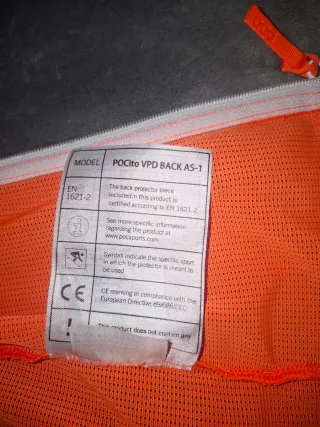 MODEL POCito VPD BACK AS-1
EN
1621-2
The back protector piece
included in this product is
certified according to EN 1621-2
See more specific information
regarding the product at
www.pocsports.com
Symbol indicate the specific sport
in which the protector is meant to
be used
CE
CE marking in compliance with the
European Directive 89/686/EEC
!
This product does not contain any